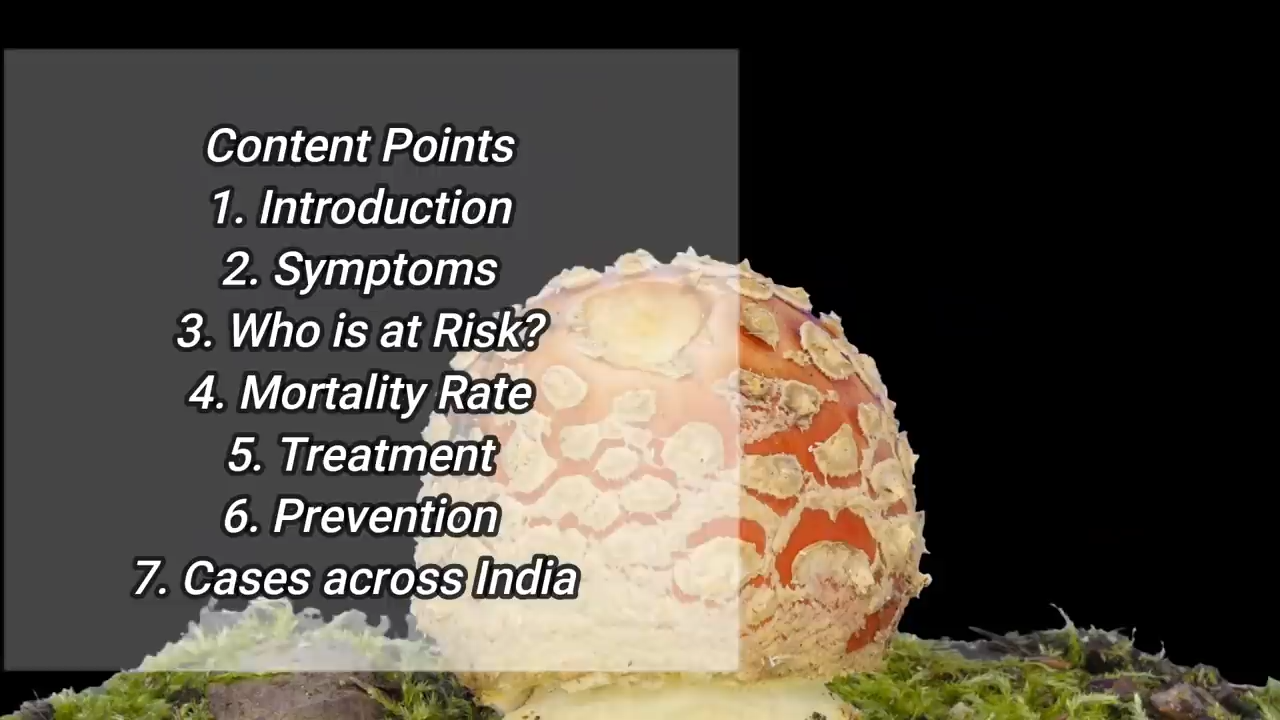 Content Points
1. Introduction
2. Symptoms
3. Who is at Risk?
4. Mortality Rate
5. Treatment
6. Prevention
7. Cases across India